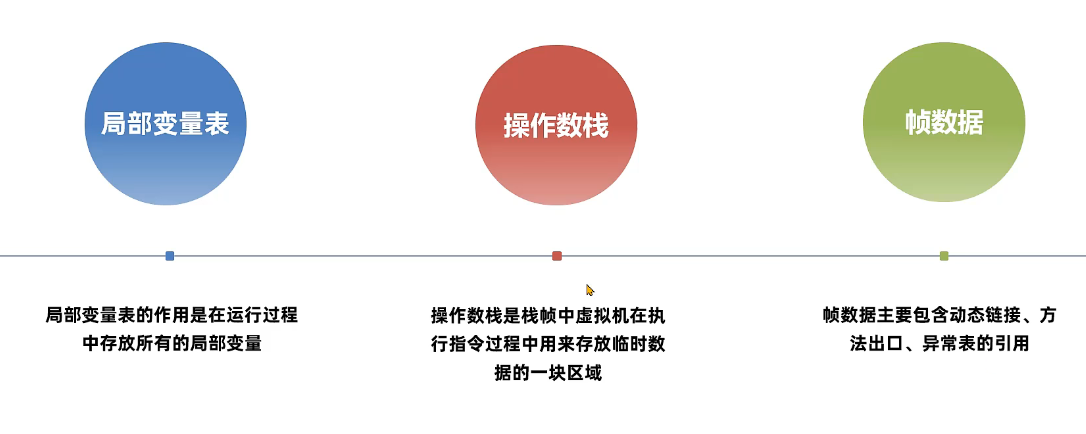 局部变量表
操作数栈
帧数据
局部变量表的作用是在运行过程
中存放所有的局部变量
操作数栈是栈帧中虚拟机在执
行指令过程中用来存放临时数
据的一块区域
帧数据主要包含动态链接、方
法出口、异常表的引用